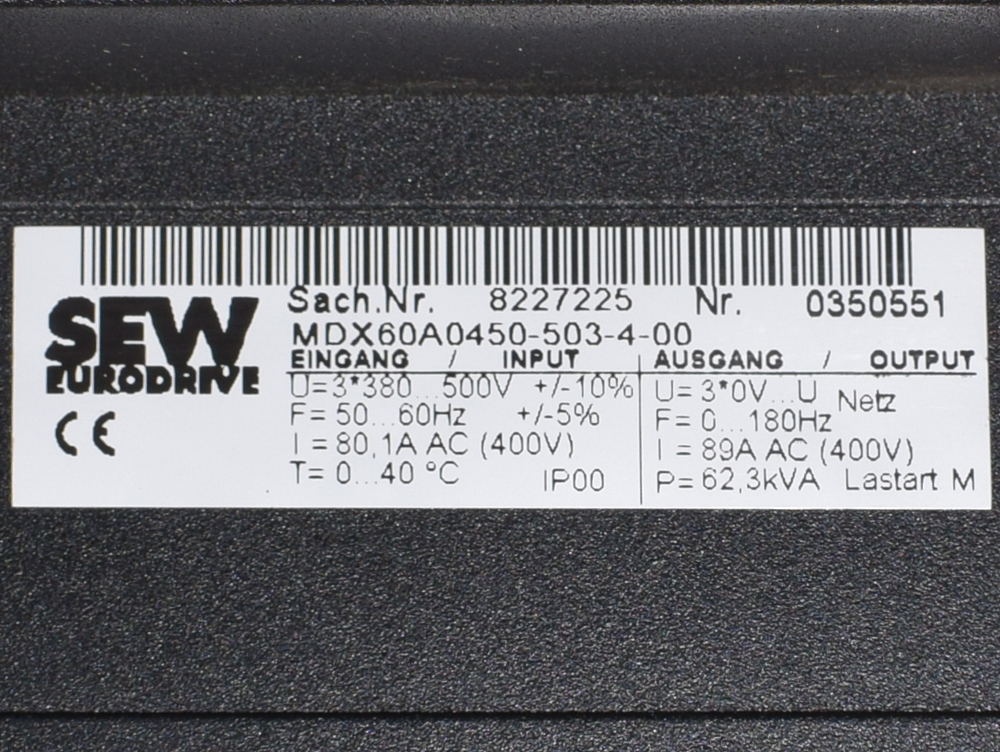 SEW
EURODRIVE
CE
Sach.Nr. 8227225 Nr. 0350551
MDX60A0450-503-4-00
EINGANG / INPUT
U=3*380...500V +/-10%
F=50...60Hz +/-5%
I=80,1A AC (400V)
T=0...40 °C IP00
AUSGANG / OUTPUT
U=3*0V...U Netz
F=0...180Hz
I=89A AC (400V)
P=62,3kVA Lastart M